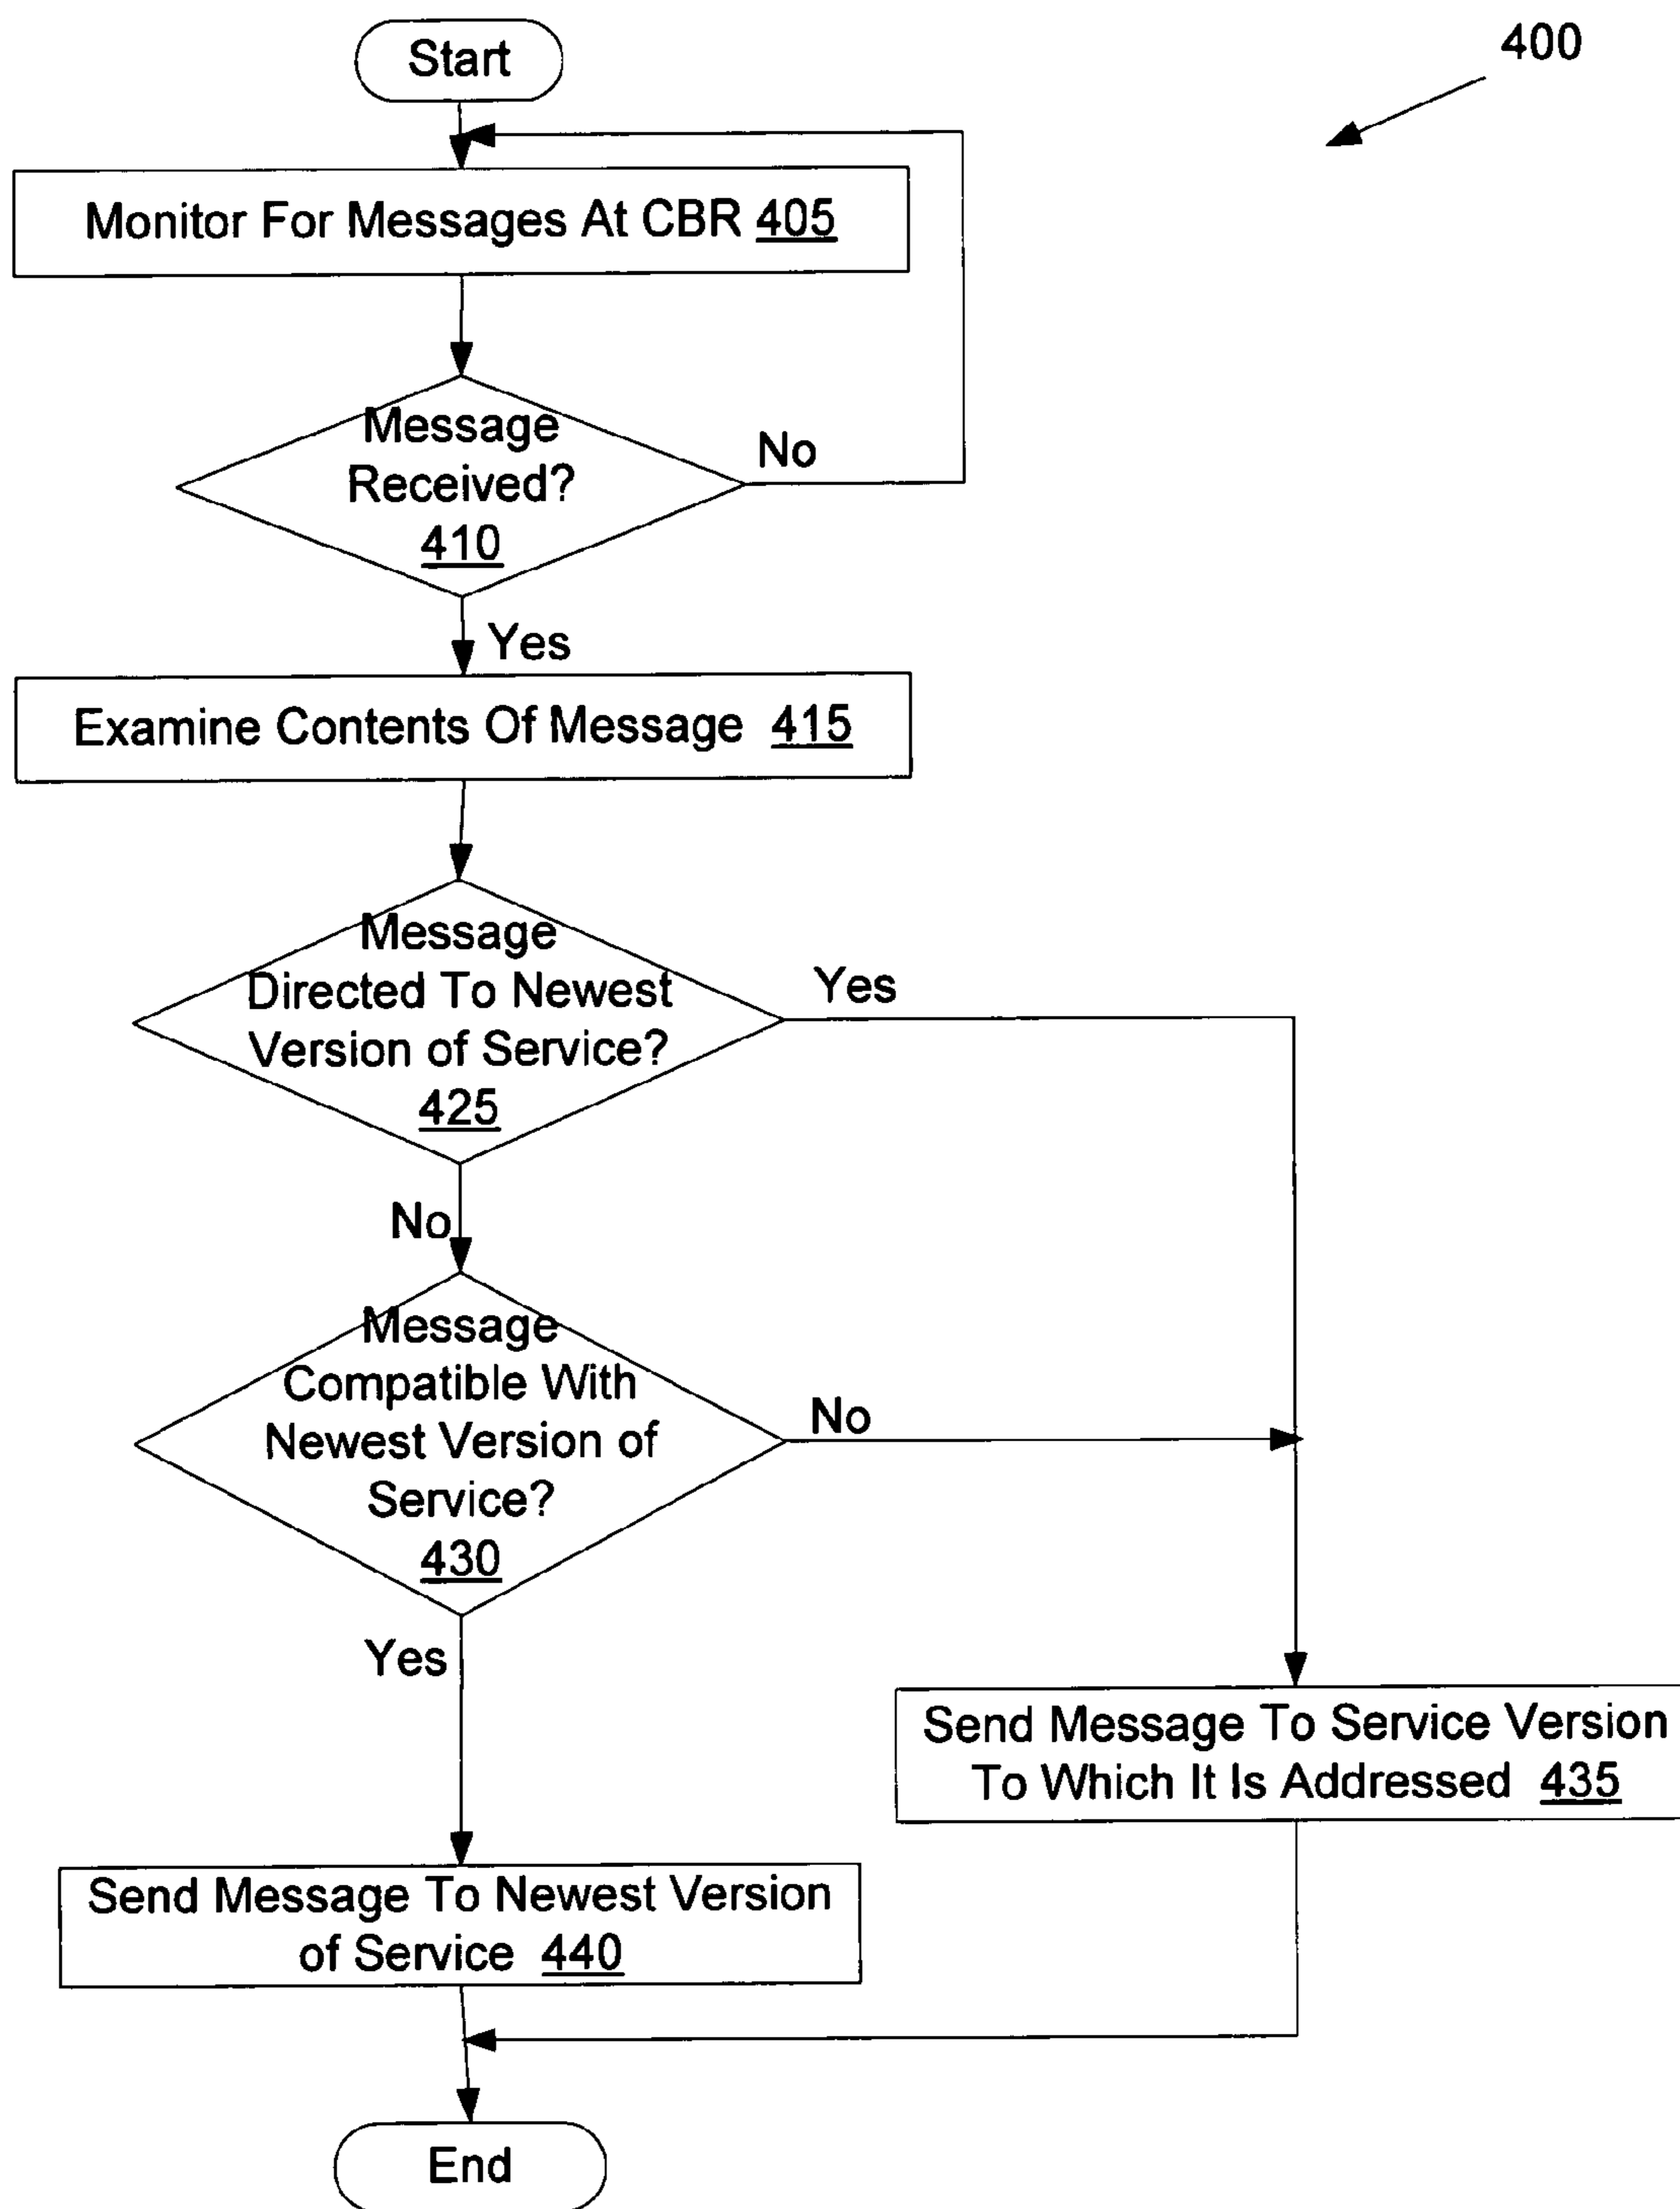 Start
400
Monitor For Messages At CBR 405
Message
Received?
410
No
Yes
Examine Contents Of Message 415
Message
Directed To Newest
Version of Service?
425
Yes
No
Message
Compatible With
Newest Version of
Service?
430
No
Yes
Send Message To Service Version
To Which It Is Addressed 435
Send Message To Newest Version
of Service 440
End